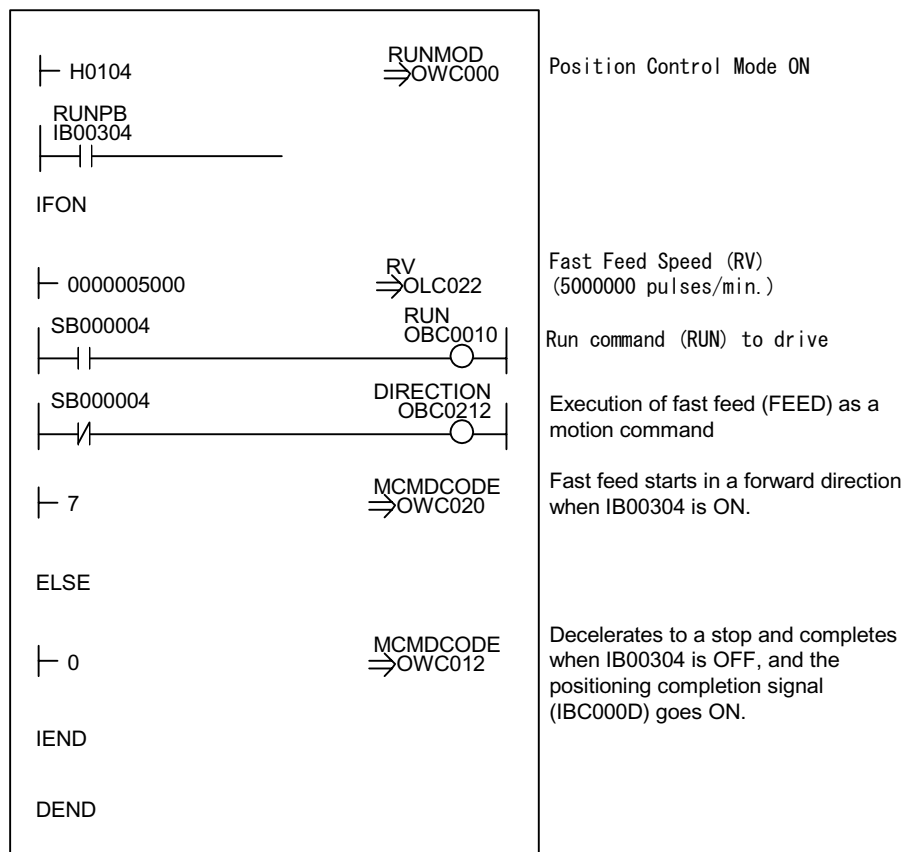 RUNMOD
H0104 ⇒OWC000 Position Control Mode ON
RUNPB
IB00304
IFON
RV
0000005000 ⇒OLC022
Fast Feed Speed (RV)
(5000000 pulses/min.)
RUN
SB000004 OBC0010
Run command (RUN) to drive
DIRECTION
SB000004 OBC0212
Execution of fast feed (FEED) as a
motion command
MCMDCODE
7 ⇒OWC020
Fast feed starts in a forward direction
when IB00304 is ON.
ELSE
MCMDCODE
0 ⇒OWC012
Decelerates to a stop and completes
when IB00304 is OFF, and the
positioning completion signal
(IBC000D) goes ON.
IEND
DEND